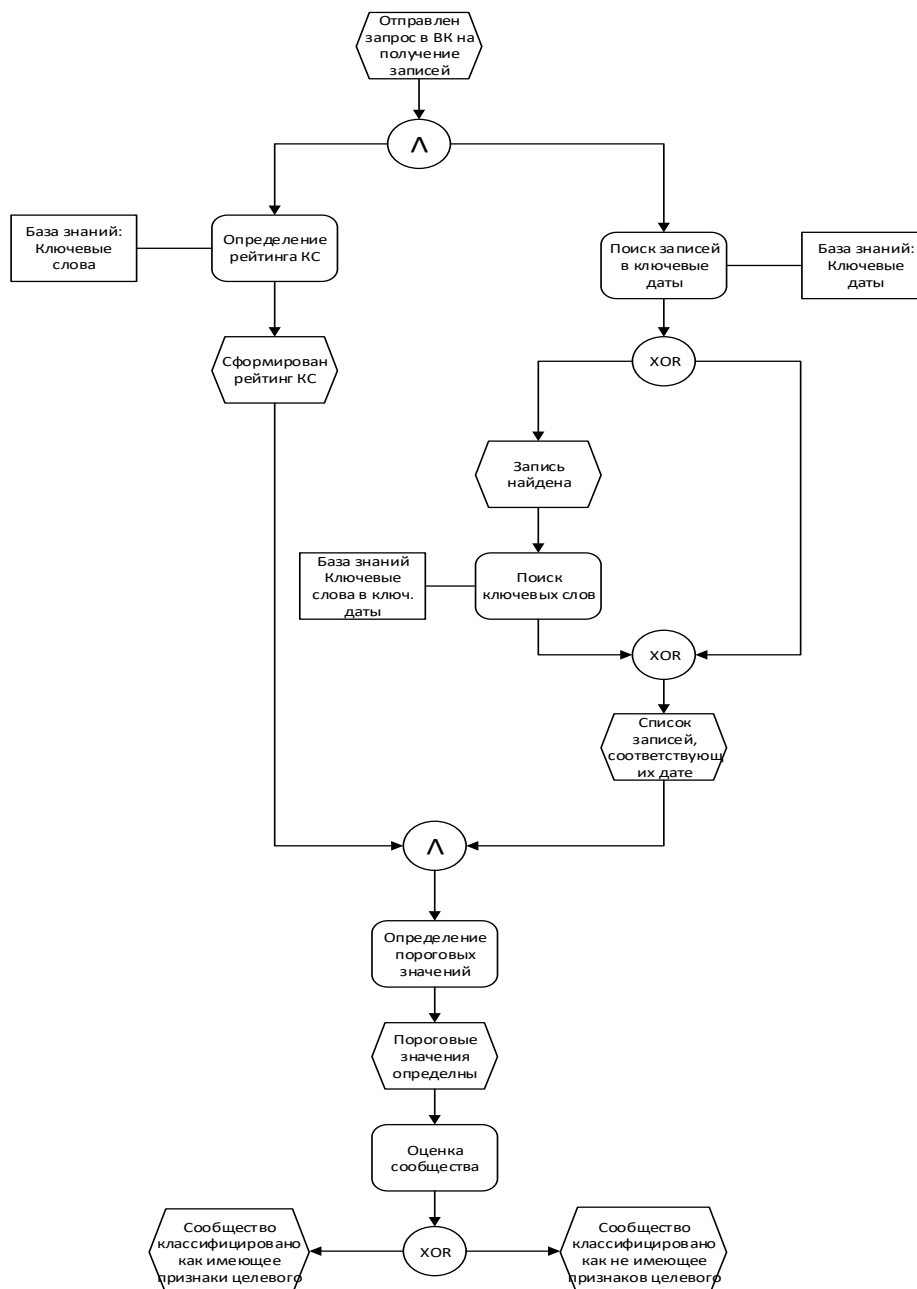 Отправлен
запрос в ВК на
получение
записей
Λ
База знаний:
Ключевые
слова
Определение
рейтинга КС
Поиск записей
в ключевые
даты
База знаний:
Ключевые
даты
Сформирован
рейтинг КС
XOR
Запись
найдена
База знаний
Ключевые
слова в ключ.
даты
Поиск
ключевых слов
XOR
Список
записей,
соответствующ
их дате
Λ
Определение
пороговых
значений
Пороговые
значения
определны
Оценка
сообщества
Сообщество
классифицировано
как имеющее
признаки целевого
XOR
Сообщество
классифицировано
как не имеющее
признаков целевого